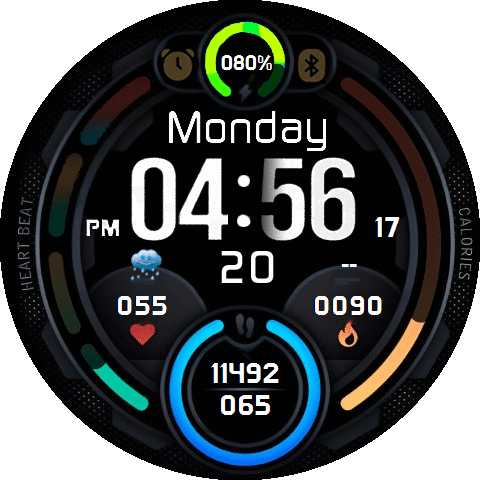 080%
Monday
PM 04:56 17
20 --
055 0090
11492
065
HEART BEAT
CALORIES